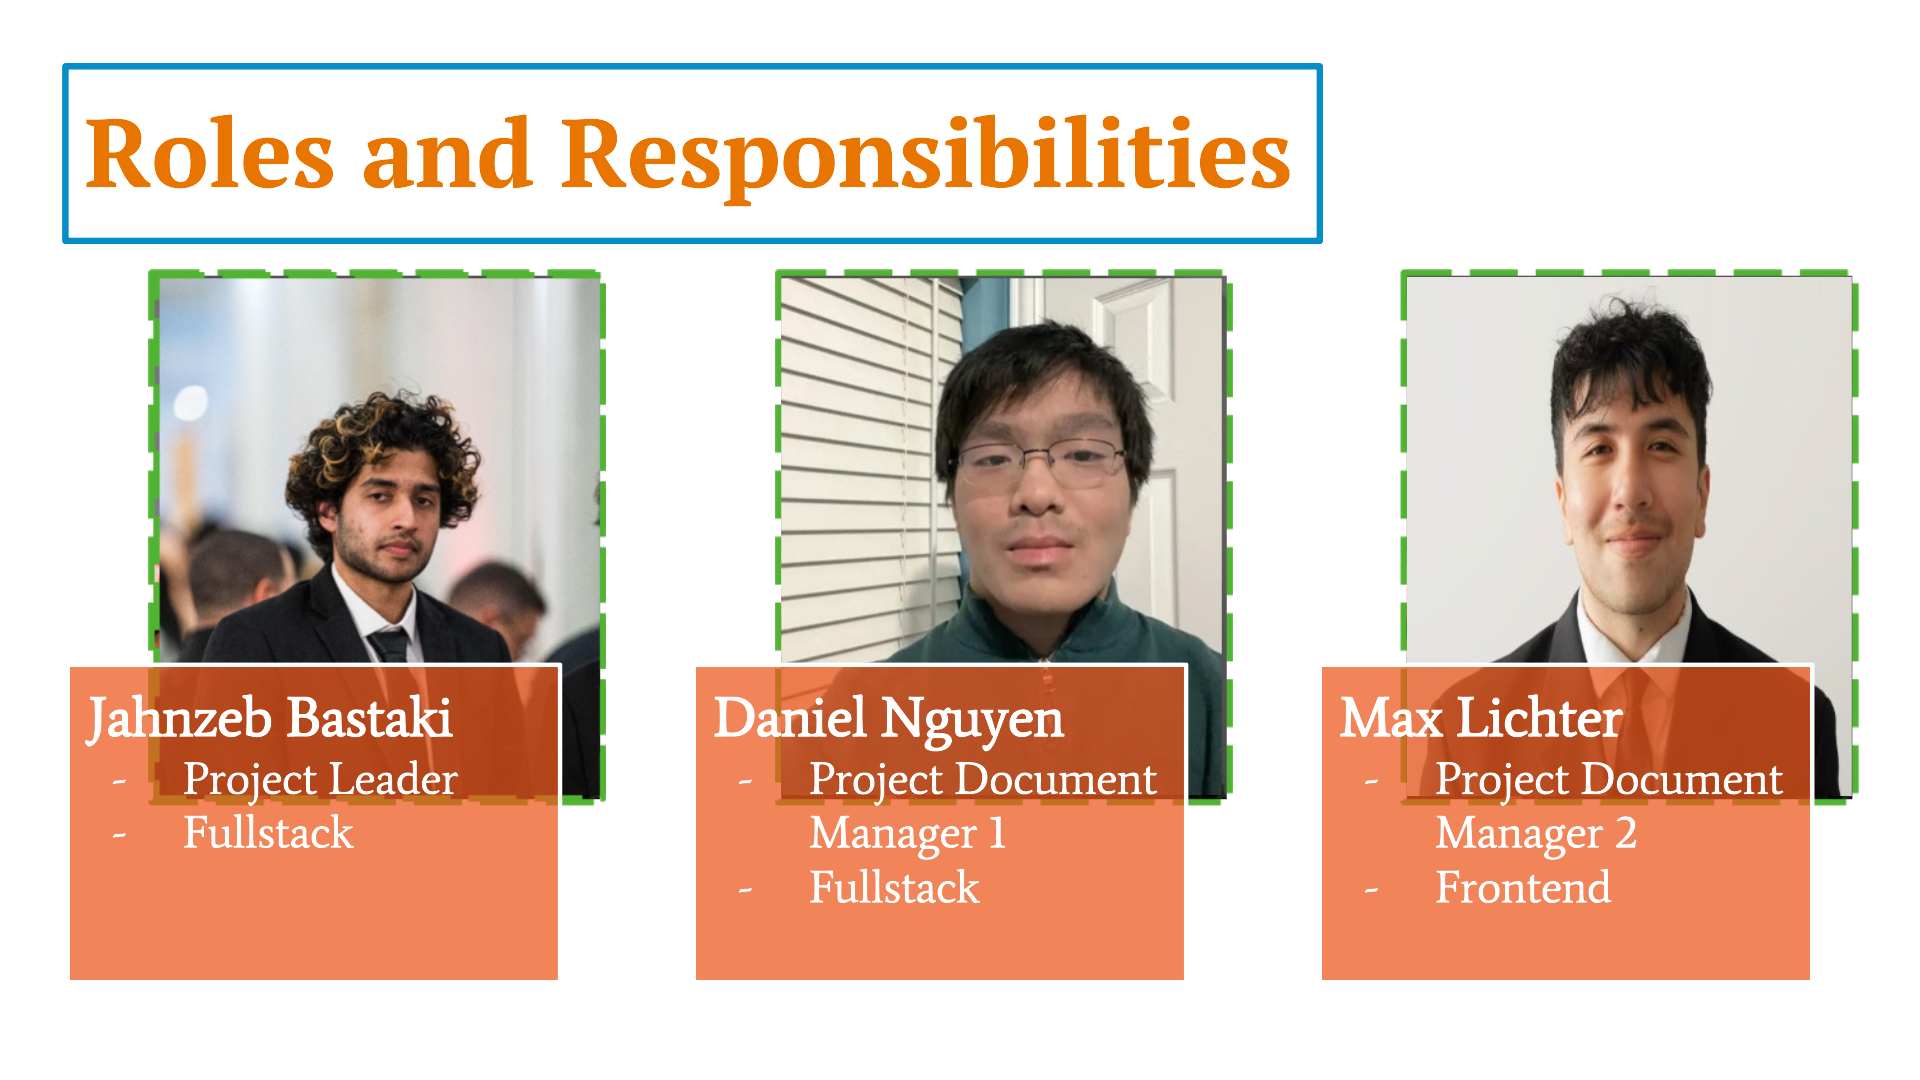 Roles and Responsibilities
Jahnzeb Bastaki
- Project Leader
- Fullstack
Daniel Nguyen
- Project Document
Manager 1
- Fullstack
Max Lichter
- Project Document
Manager 2
- Frontend